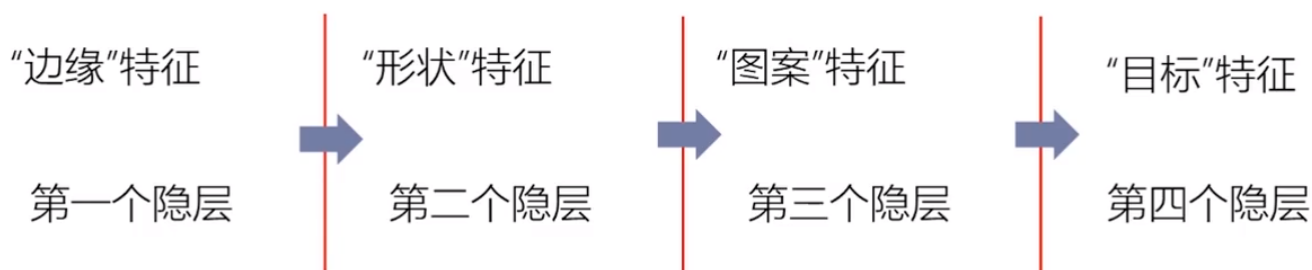 “边缘”特征
“形状”特征
“图案”特征
“目标”特征
第一个隐层
第二个隐层
第三个隐层
第四个隐层